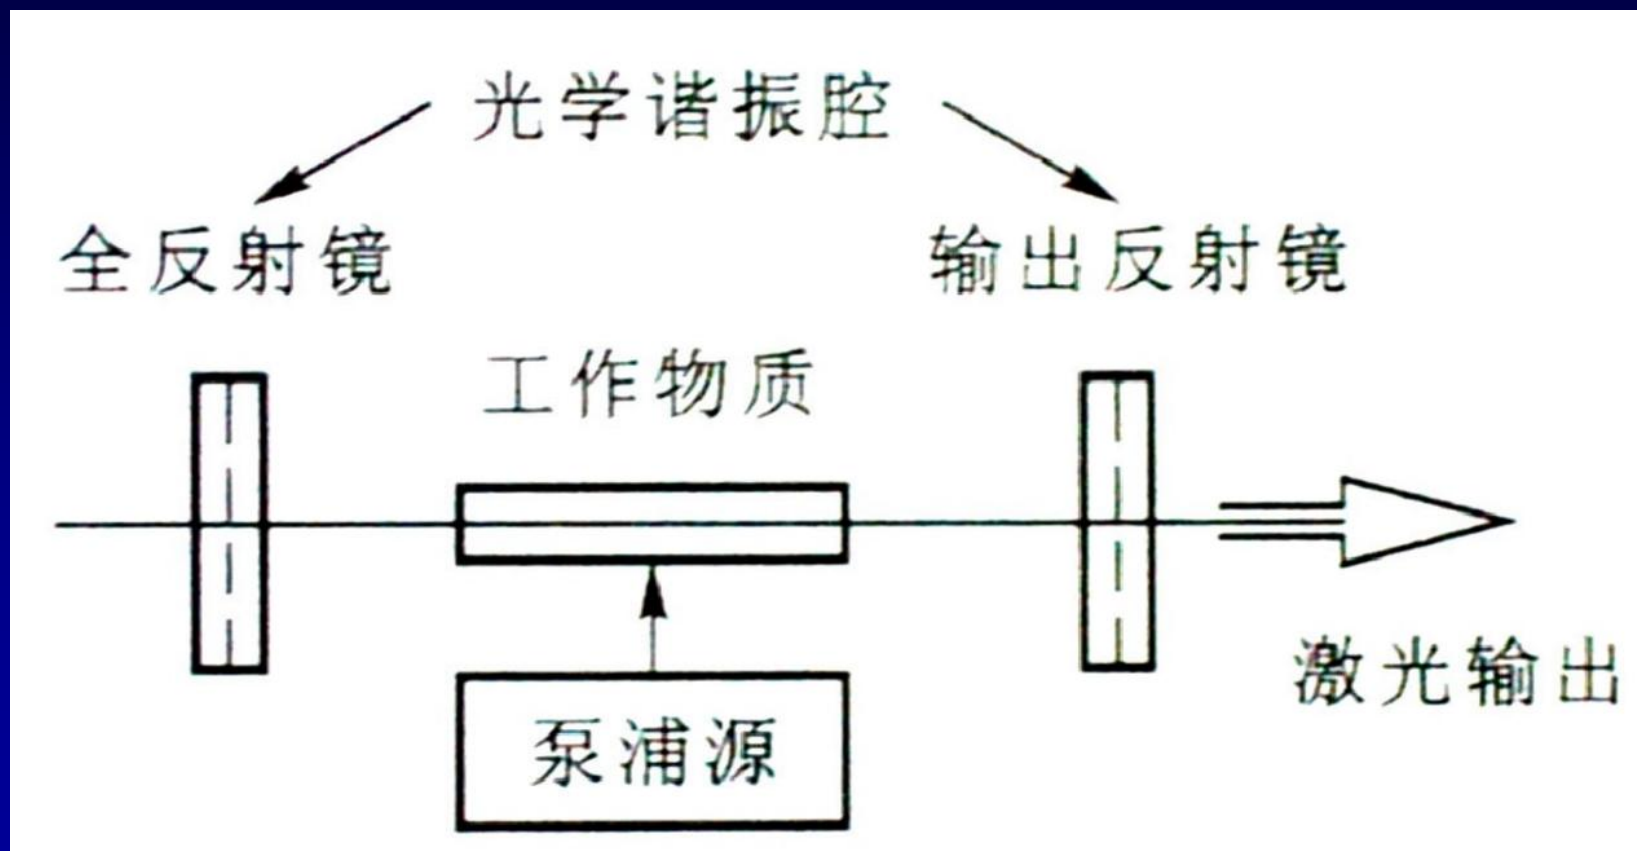 光学谐振腔
全反射镜
输出反射镜
工作物质
激光输出
泵浦源